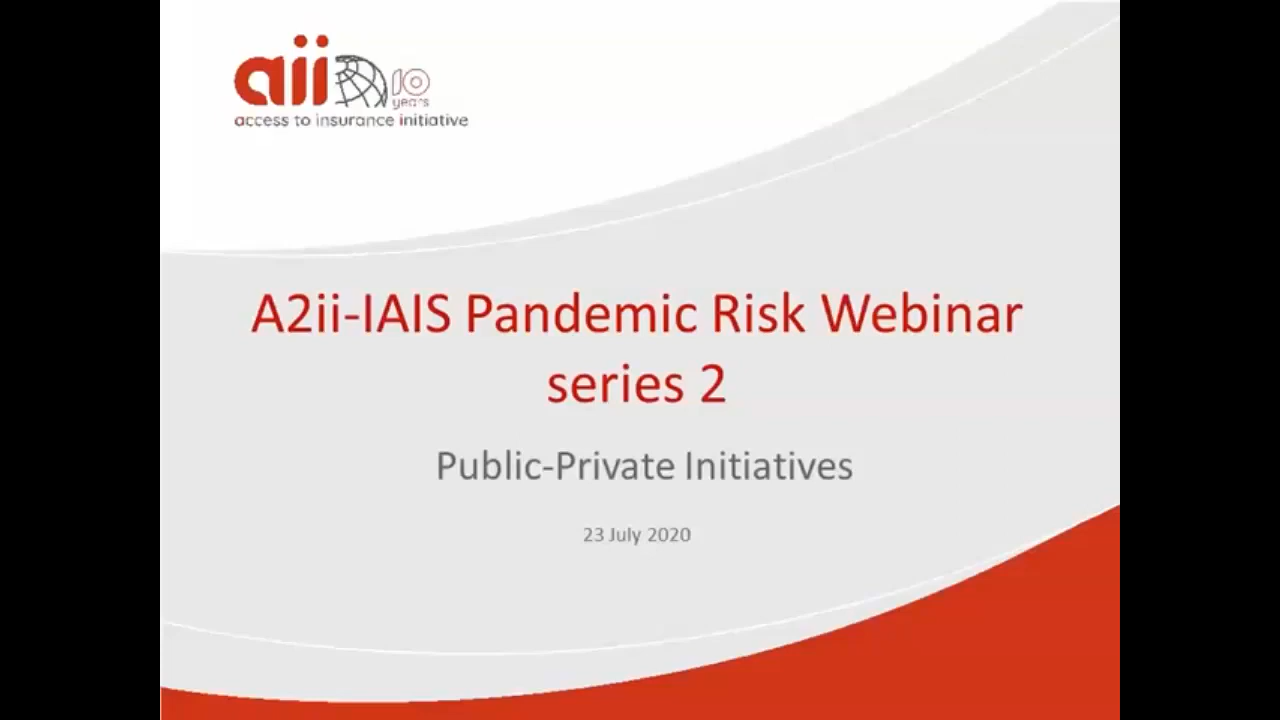 aii
10
years
access to insurance initiative
A2ii-IAIS Pandemic Risk Webinar
series 2
Public-Private Initiatives
23 July 2020